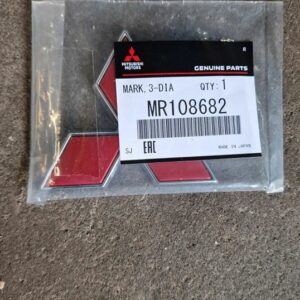 MITSUBISHI
MOTORS
GENUINE PARTS
MARK, 3-DIA QTY: 1
MR108682
SJ EAC
MADE IN JAPAN